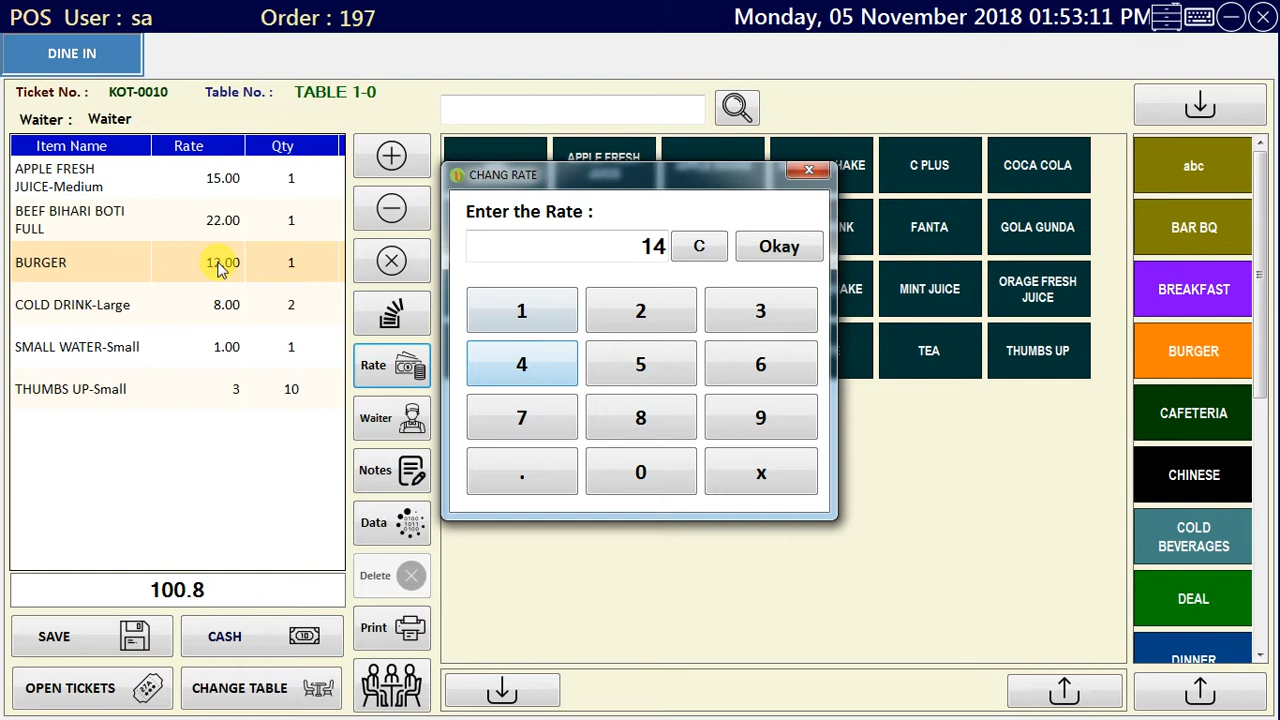 POS User : sa
Order : 197
Monday, 05 November 2018 01:53:11 PM
DINE IN
Ticket No. : KOT-0010 Table No. : TABLE 1-0
Waiter : Waiter
Item Name Rate Qty
APPLE FRESH
JUICE-Medium 15.00 1
BEEF BIHARI BOTI
FULL 22.00 1
BURGER 1
COLD DRINK-Large 8.00 2
SMALL WATER-Small 1.00 1
THUMBS UP-Small 3 10
100.8
SAVE
CASH
OPEN TICKETS
CHANGE TABLE
Rate
Waiter
Notes
Data
Delete
Print
CHANG RATE
Enter the Rate :
14 C Okay
1 2 3
4 5 6
7 8 9
. 0 x
APPLE FRESH
C PLUS
COCA COLA
FANTA
GOLA GUNDA
MINT JUICE
ORAGE FRESH
JUICE
TEA
THUMBS UP
abc
BAR BQ
BREAKFAST
BURGER
CAFETERIA
CHINESE
COLD
BEVERAGES
DEAL
DINNER